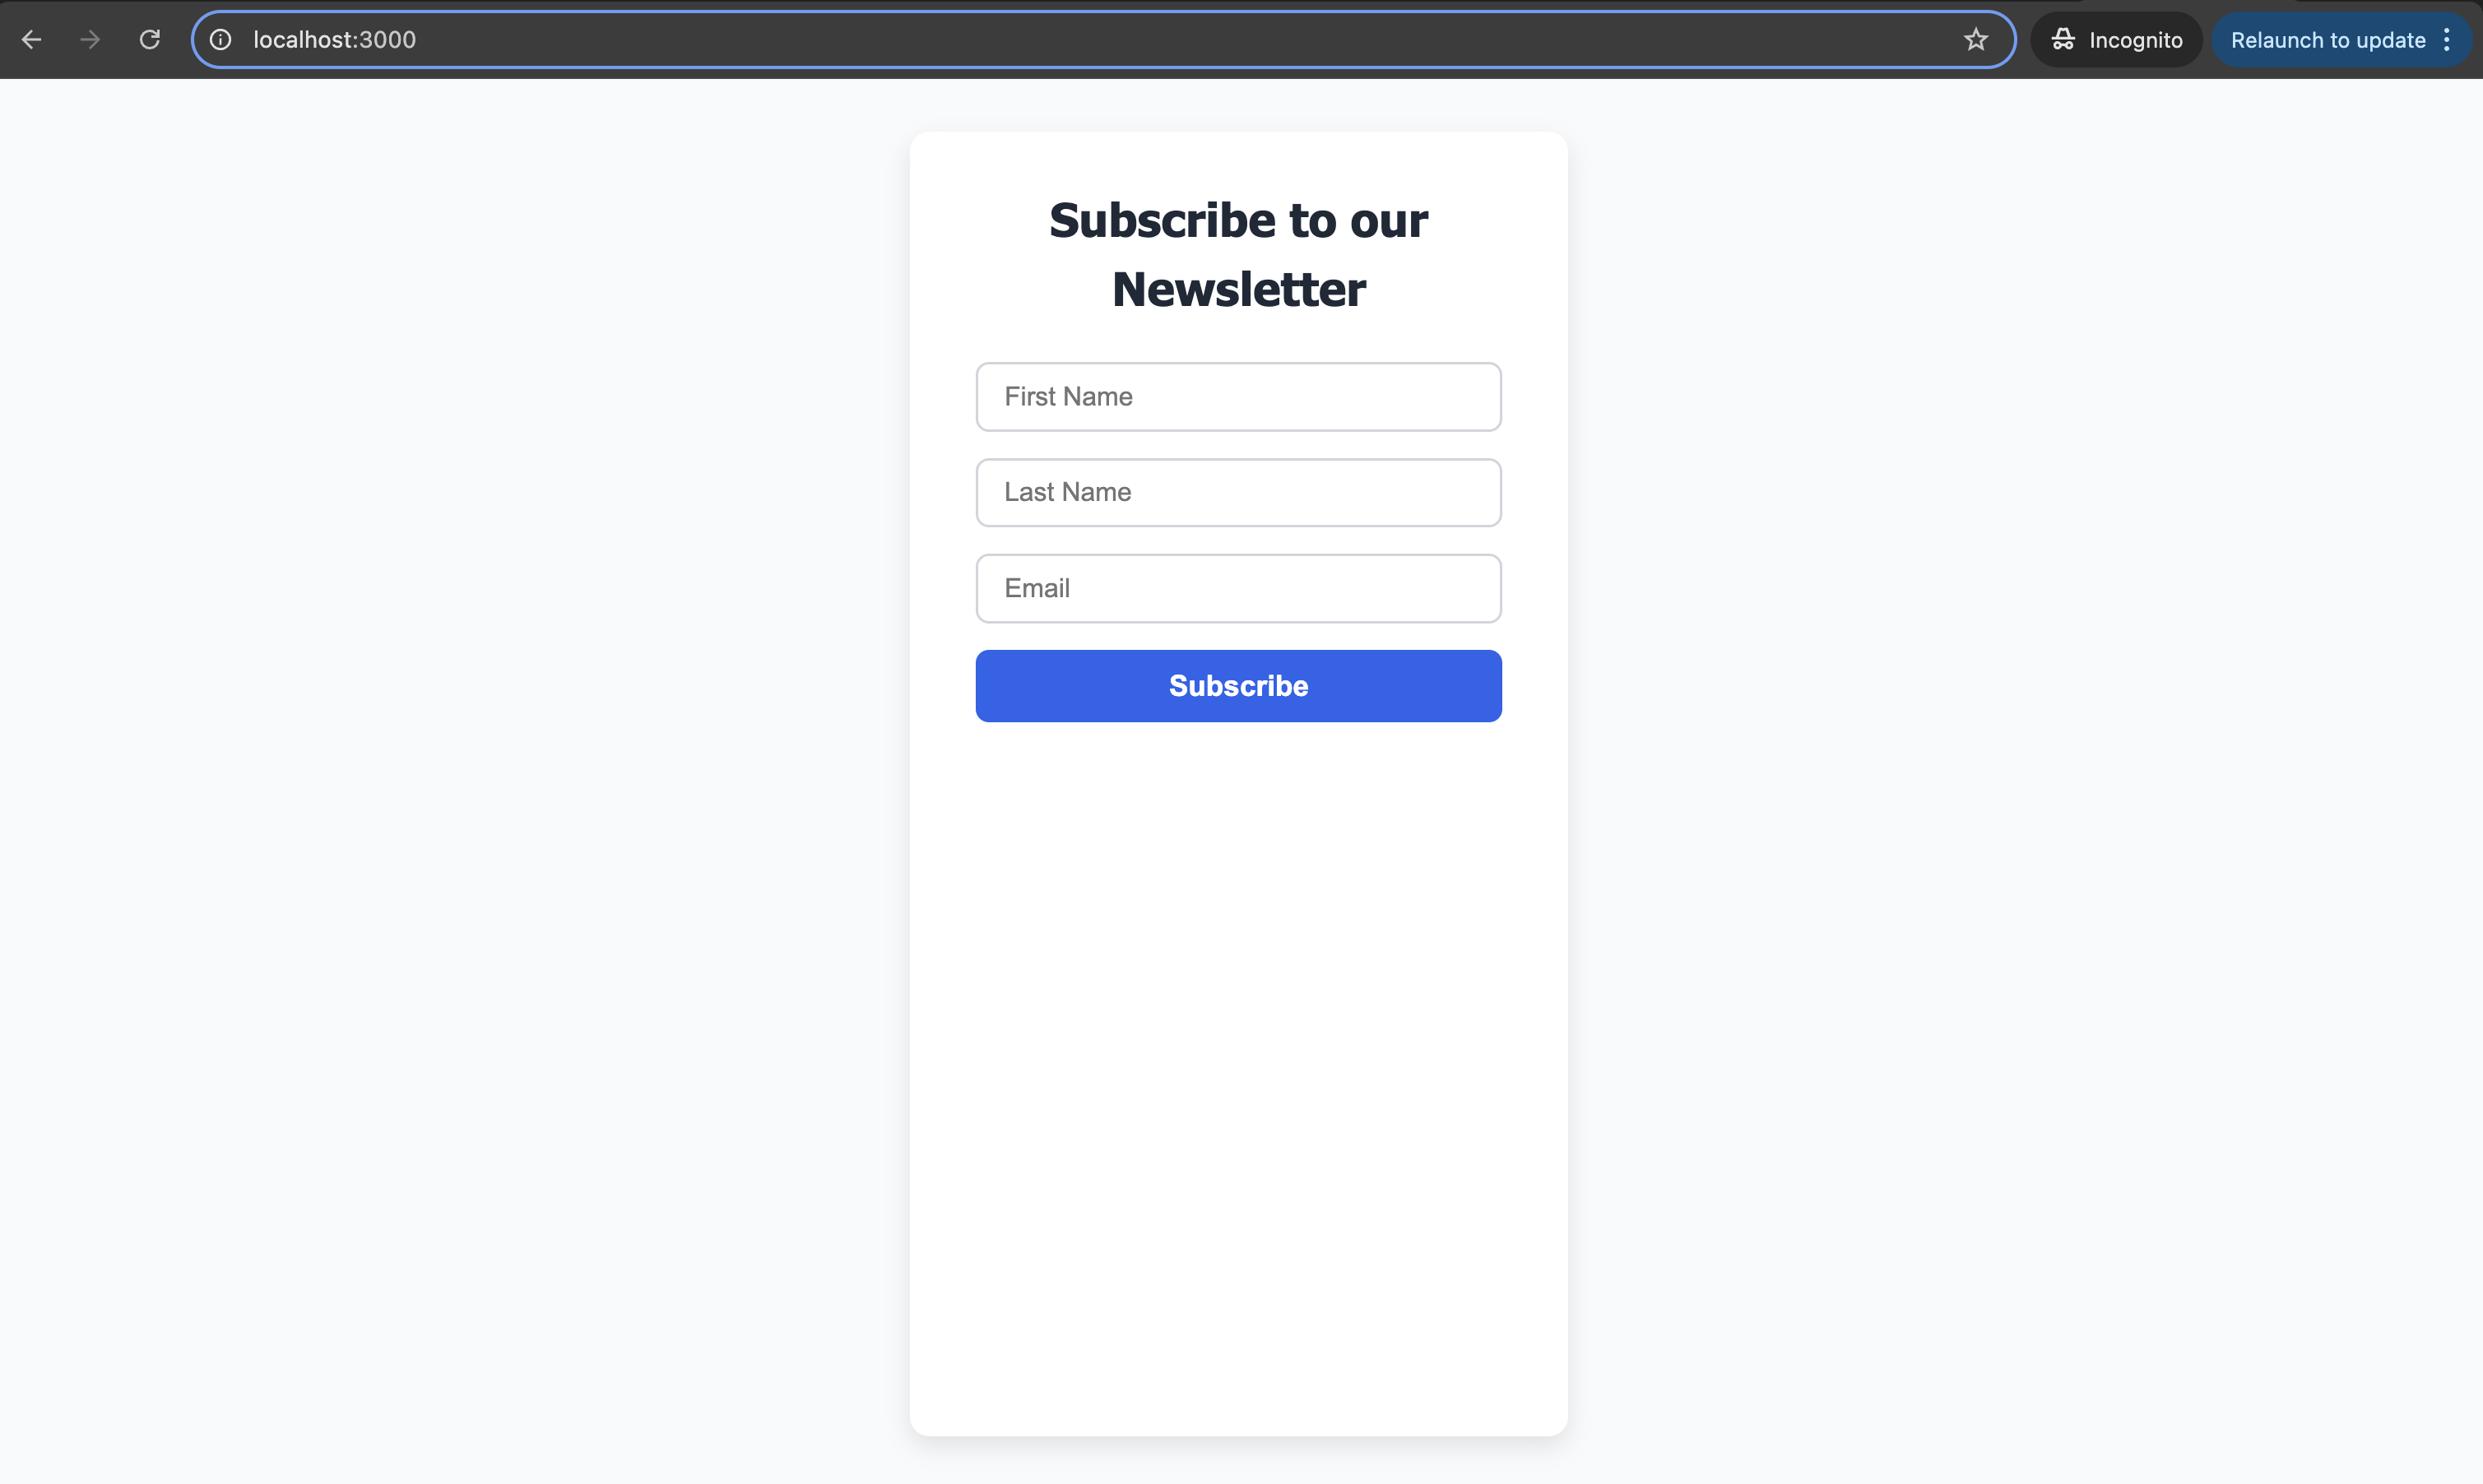 localhost:3000
Incognito
Relaunch to update
Subscribe to our
Newsletter
First Name
Last Name
Email
Subscribe